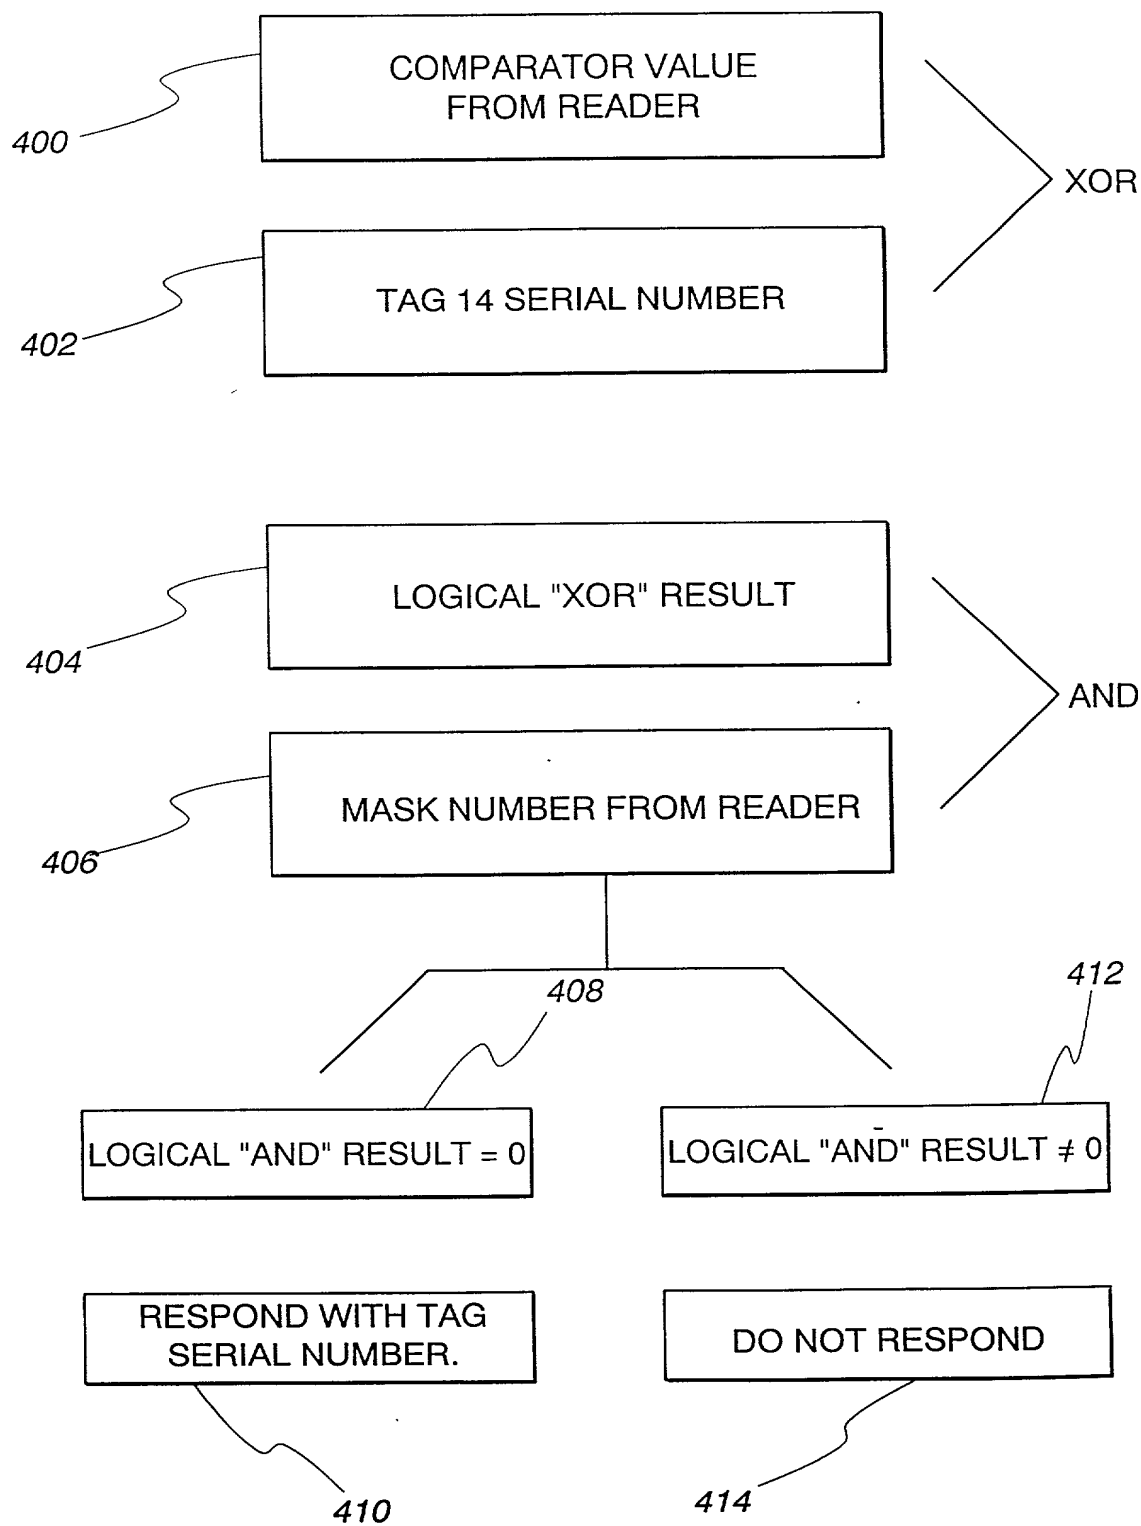 COMPARATOR VALUE
FROM READER
400
XOR
TAG 14 SERIAL NUMBER
402
LOGICAL "XOR" RESULT
404
AND
MASK NUMBER FROM READER
406
408
412
LOGICAL "AND" RESULT = 0
LOGICAL "AND" RESULT ≠ 0
RESPOND WITH TAG
SERIAL NUMBER.
DO NOT RESPOND
410
414